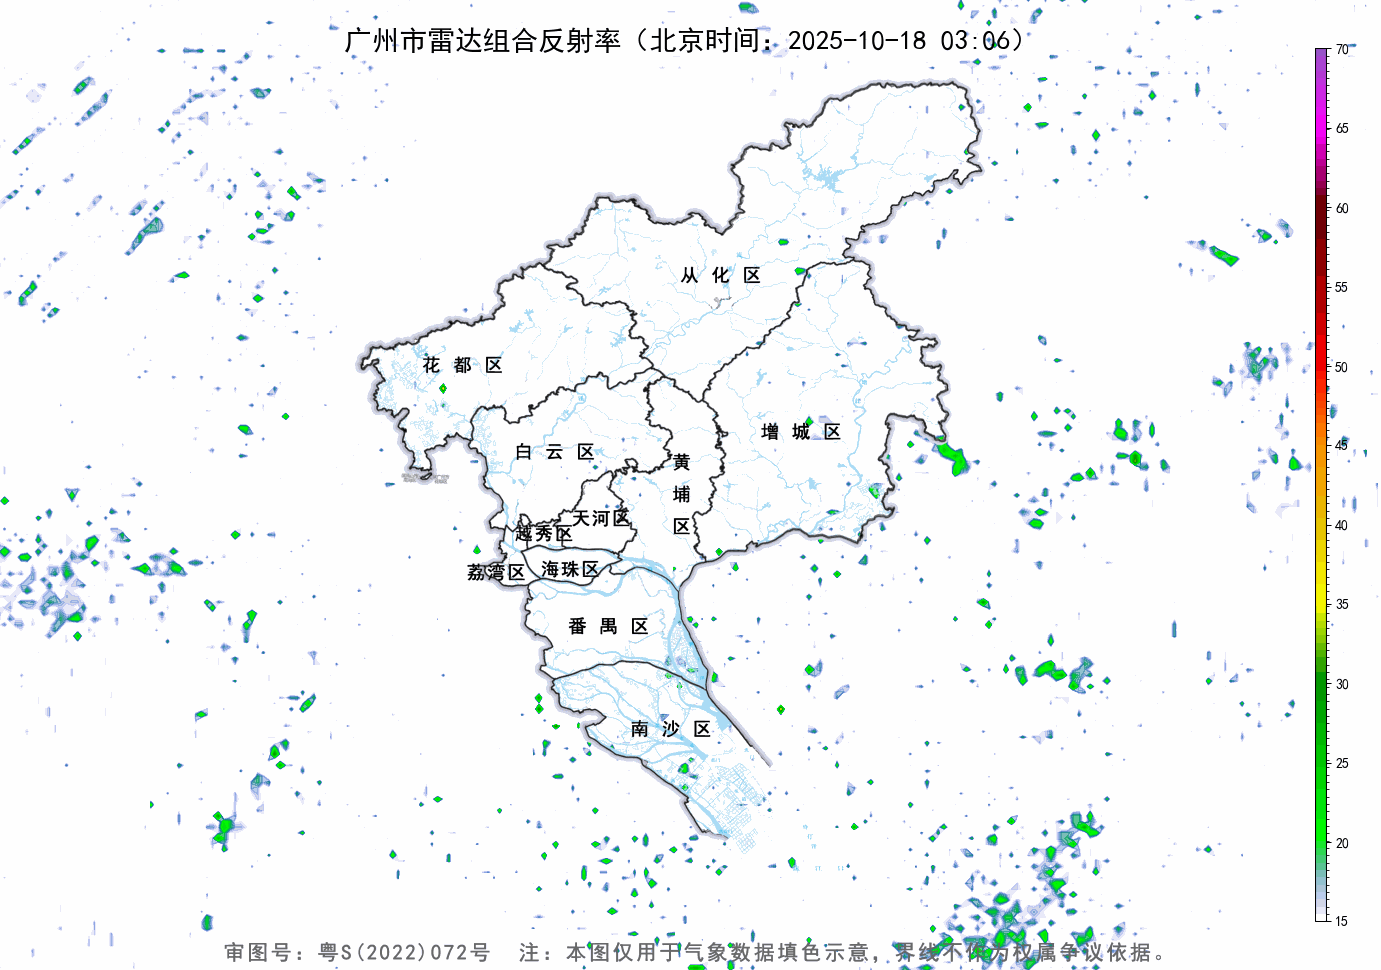 广州市雷达组合反射率（北京时间：2025-10-18 03:06）
70
65
60
55
50
45
40
35
30
25
20
15
从化区
花都区
增城区
白云区
黄埔区
天河区
越秀区
荔湾区
海珠区
番禺区
南沙区
审图号：粤S(2022)072号 注：本图仅用于气象数据填色示意，界线不作为权属争议依据。